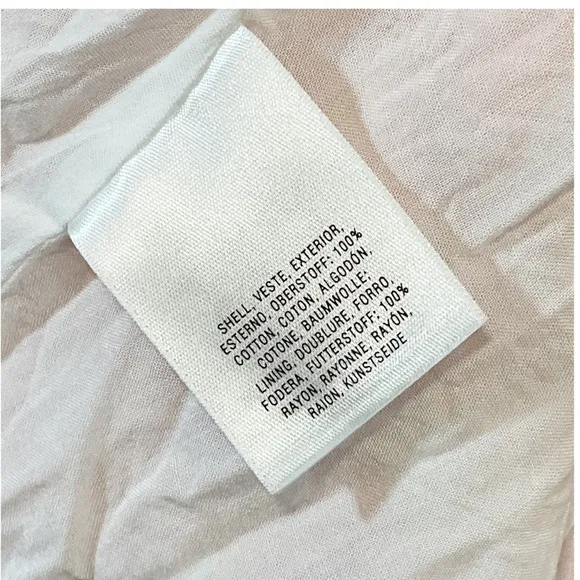 SHELL, VESTE, EXTERIOR,
ESTERNO, OBERSTOFF: 100%
COTTON, COTON, ALGODÓN,
COTONE, BAUMWOLLE:
LINING, DOUBLURE, FORRO,
FODERA, FUTTERSTOFF: 100%
RAYON, RAYONNE, RAYÓN,
RAION, KUNSTSEIDE